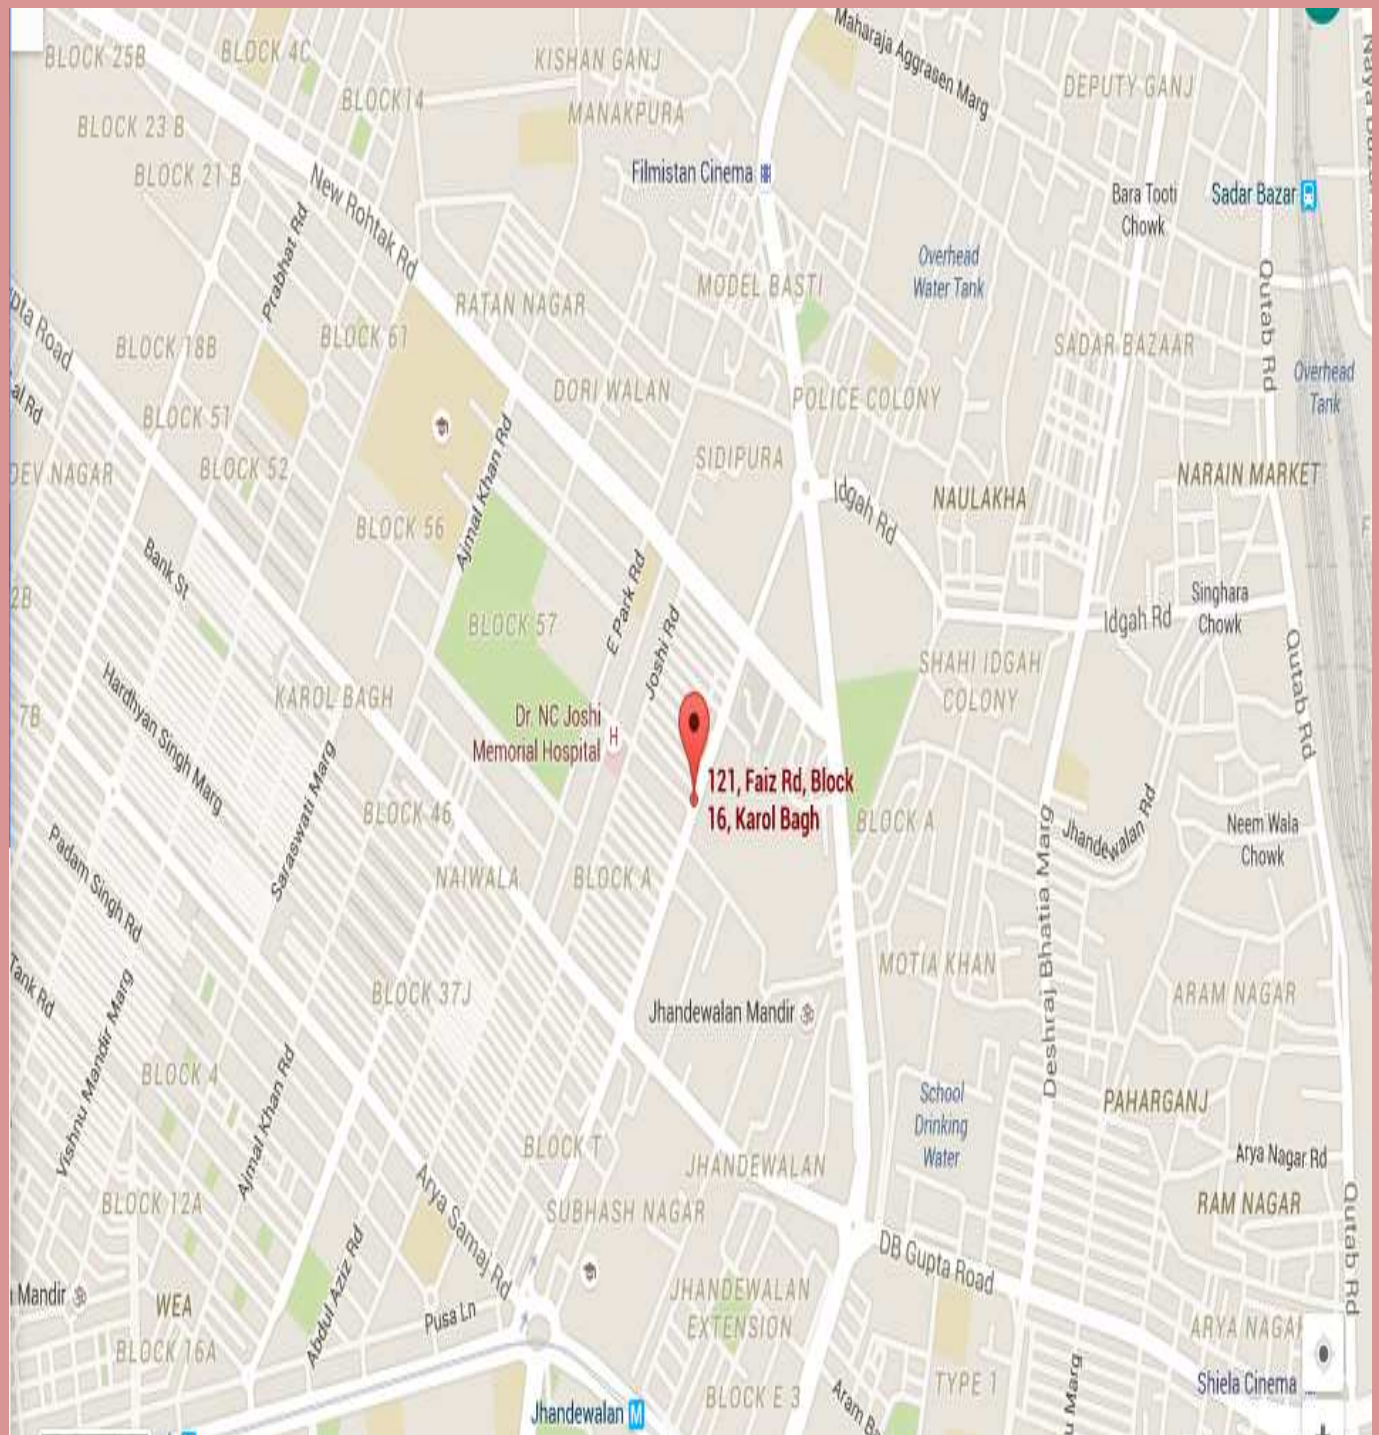 BLOCK 25B
BLOCK 4C
KISHAN GANJ
Maharaja Aggrasen Marg
DEPUTY GANJ
BLOCK14
MANAKPURA
BLOCK 23 B
BLOCK 21 B
New Rohtak Rd
Filmistan Cinema
Bara Tooti
Chowk
Sadar Bazar
Prabhat Rd
Overhead
Water Tank
Qutab Rd
MODEL BASTI
RATAN NAGAR
BLOCK 61
BLOCK 18B
SADAR BAZAAR
Overhead
Tank
Road
Rd
DORI WALAN
POLICE COLONY
BLOCK 51
BLOCK 52
DEV NAGAR
Ajmal Khan Rd
SIDIPURA
Idgah Rd
NAULAKHA
NARAIN MARKET
BLOCK 56
Bank St
2B
BLOCK 57
E Park Rd
Joshi Rd
Idgah Rd
Singhara
Chowk
SHAHI IDGAH
COLONY
Qutab Rd
Hardhyan Singh Marg
KAROL BAGH
7B
Dr. NC Joshi
Memorial Hospital
H
Saraswati Marg
121, Faiz Rd, Block
16, Karol Bagh
BLOCK 46
BLOCK A
Jhandewalan Rd
Neem Wala
Chowk
Padam Singh Rd
NAIWALA
BLOCK A
Deshraj Bhatia Marg
MOTIA KHAN
Tank Rd
Vishnu Mandir Marg
BLOCK 37J
Jhandewalan Mandir
ARAM NAGAR
BLOCK 4
Ajmal Khan Rd
School
Drinking
Water
PAHARGANJ
BLOCK T
JHANDEWALAN
Arya Nagar Rd
BLOCK 12A
Arya Samaj Rd
SUBHASH NAGAR
RAM NAGAR
Qutab Rd
Abdul Aziz Rd
DB Gupta Road
Mandir
WEA
Pusa Ln
JHANDEWALAN
EXTENSION
ARYA NAGAR
BLOCK 16A
BLOCK E 3
TYPE 1
Shiela Cinema
Jhandewalan
M
Aram
Marg